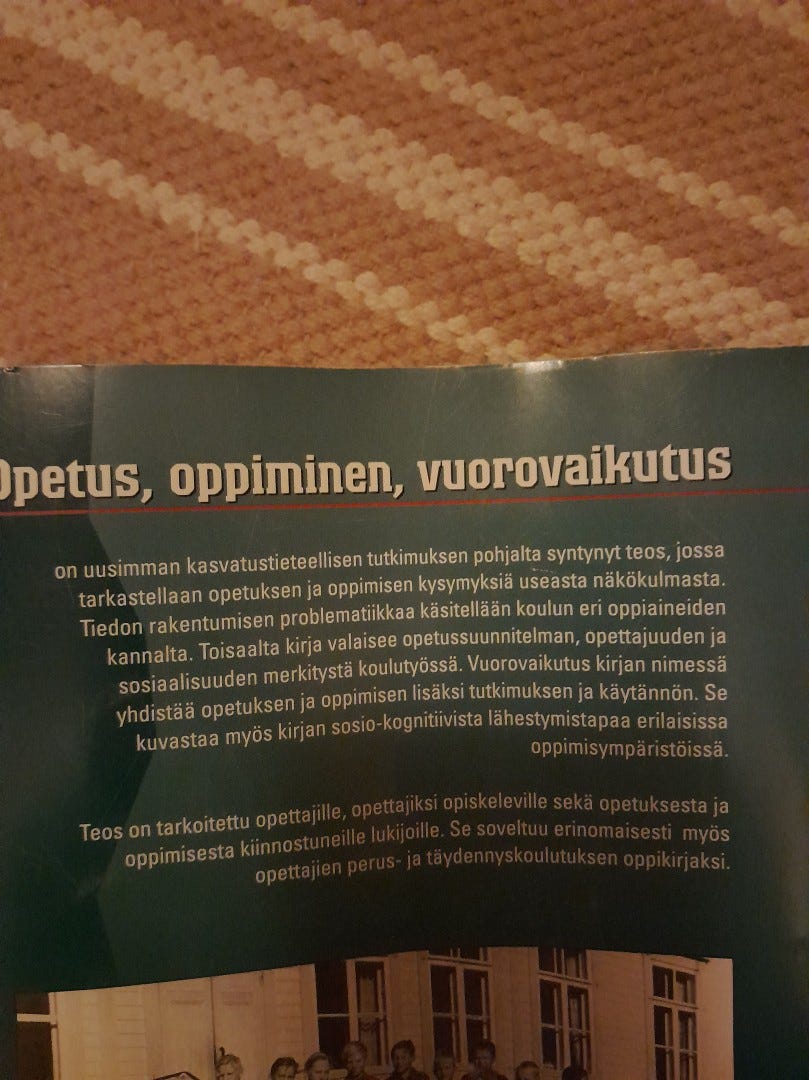 Opetus, oppiminen, vuorovaikutus
on uusimman kasvatustieteellisen tutkimuksen pohjalta syntynyt teos, jossa
tarkastellaan opetuksen ja oppimisen kysymyksiä useasta näkökulmasta.
Tiedon rakentumisen problematiikkaa käsitellään koulun eri oppiaineiden
kannalta. Toisaalta kirja valaisee opetussuunnitelman, opettajuuden ja
sosiaalisuuden merkitystä koulutyössä. Vuorovaikutus kirjan nimessä
yhdistää opetuksen ja oppimisen lisäksi tutkimuksen ja käytännön. Se
kuvastaa myös kirjan sosio-kognitiivista lähestymistapaa erilaisissa
oppimisympäristöissä.
Teos on tarkoitettu opettajille, opettajiksi opiskeleville sekä opetuksesta ja
oppimisesta kiinnostuneille lukijoille. Se soveltuu erinomaisesti myös
opettajien perus- ja täydennyskoulutuksen oppikirjaksi.